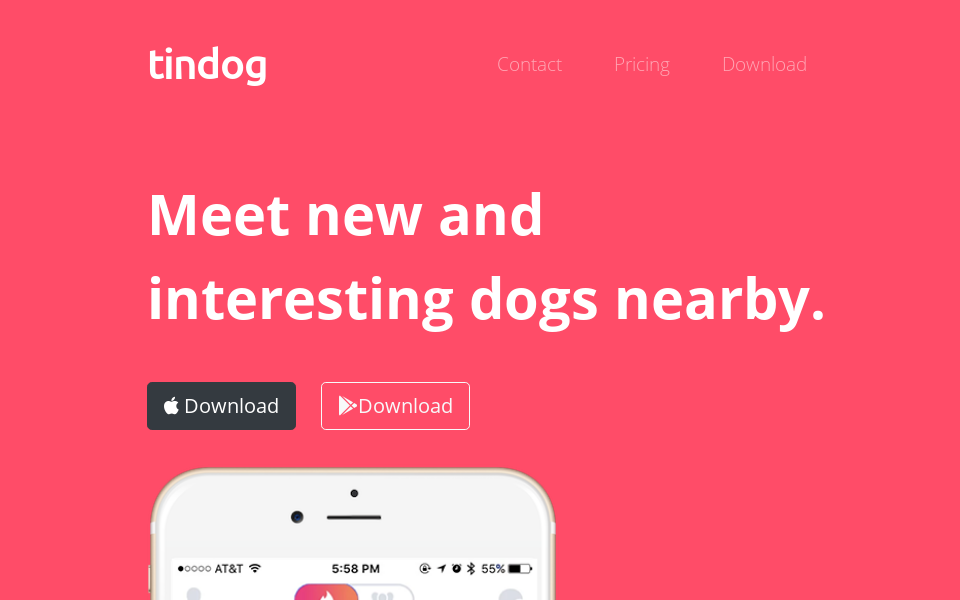 tindog
Contact Pricing Download
Meet new and
interesting dogs nearby.
Download Download
AT&T 5:58 PM 55%